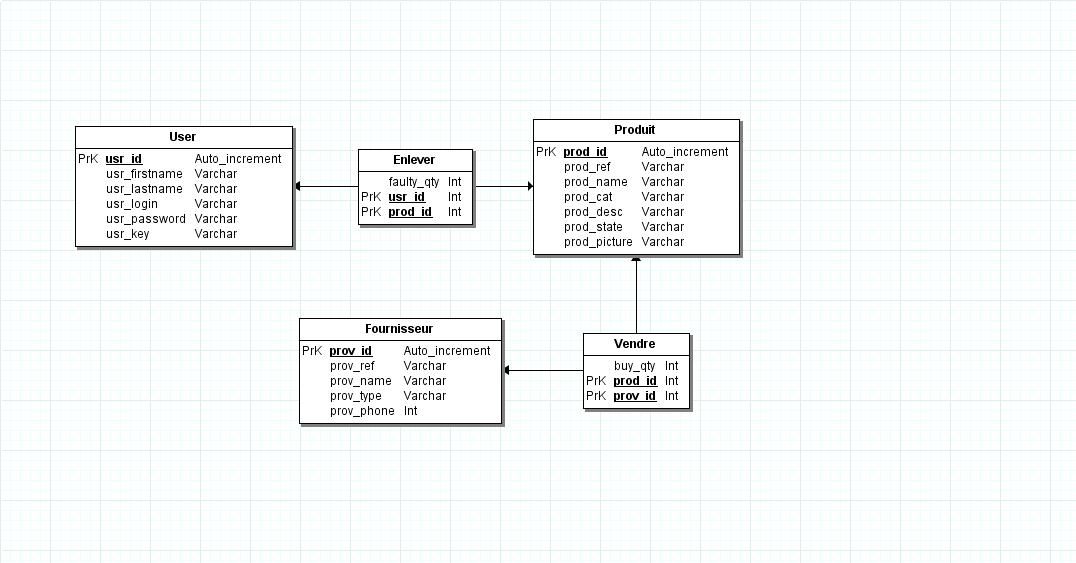 User
PrK usr_id Auto_increment
usr_firstname Varchar
usr_lastname Varchar
usr_login Varchar
usr_password Varchar
usr_key Varchar
Enlever
faulty_qty Int
PrK usr_id Int
PrK prod_id Int
Produit
PrK prod_id Auto_increment
prod_ref Varchar
prod_name Varchar
prod_cat Varchar
prod_desc Varchar
prod_state Varchar
prod_picture Varchar
Fournisseur
PrK prov_id Auto_increment
prov_ref Varchar
prov_name Varchar
prov_type Varchar
prov_phone Int
Vendre
buy_qty Int
PrK prod_id Int
PrK prov_id Int